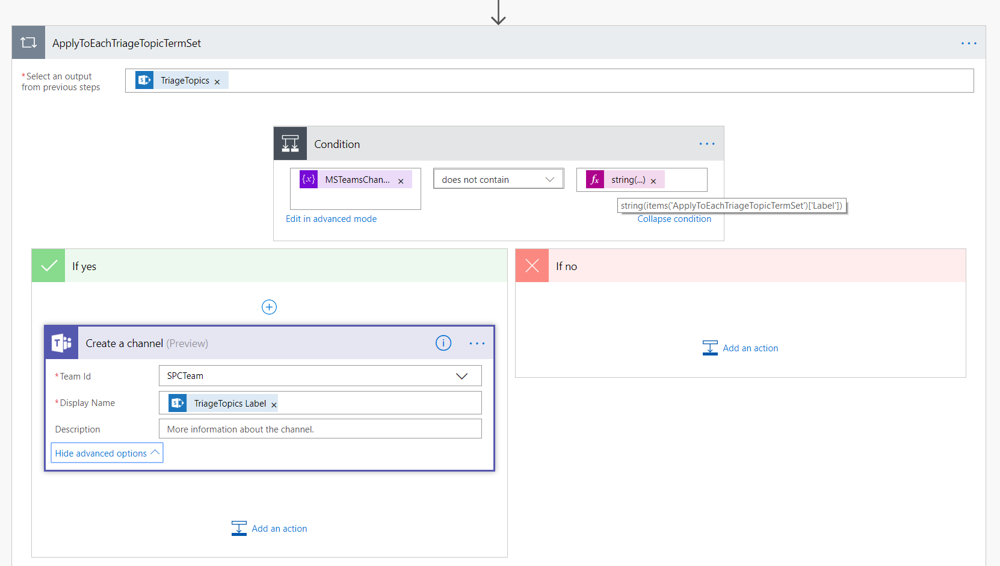 ApplyToEachTriageTopicTermSet
*Select an output
from previous steps
TriageTopics ×
Condition
{x} MSTeamsChan... ×
does not contain
fx string(...) ×
string(items('ApplyToEachTriageTopicTermSet')['Label'])
Edit in advanced mode
Collapse condition
If yes
If no
Create a channel (Preview)
*Team Id
SPCTeam
*Display Name
TriageTopics Label ×
Description
More information about the channel.
Hide advanced options
Add an action
Add an action